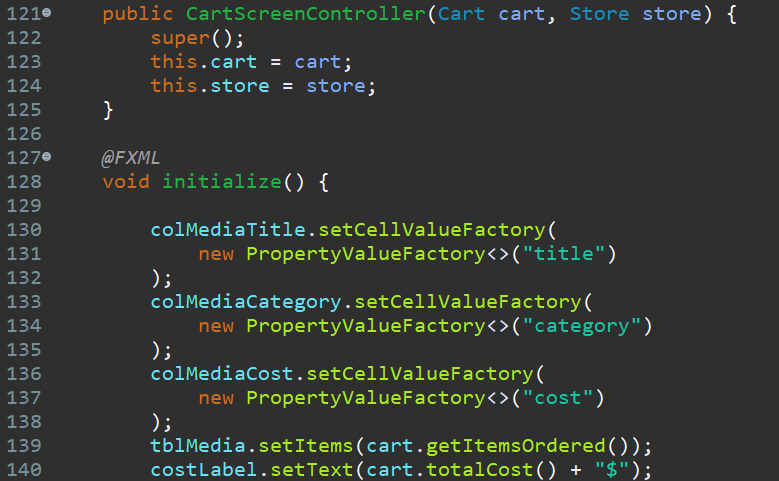 121    public CartScreenController(Cart cart, Store store) {
122        super();
123        this.cart = cart;
124        this.store = store;
125    }
126
127    @FXML
128    void initialize() {
129
130        colMediaTitle.setCellValueFactory(
131            new PropertyValueFactory<>("title")
132        );
133        colMediaCategory.setCellValueFactory(
134            new PropertyValueFactory<>("category")
135        );
136        colMediaCost.setCellValueFactory(
137            new PropertyValueFactory<>("cost")
138        );
139        tblMedia.setItems(cart.getItemsOrdered());
140        costLabel.setText(cart.totalCost() + "$");